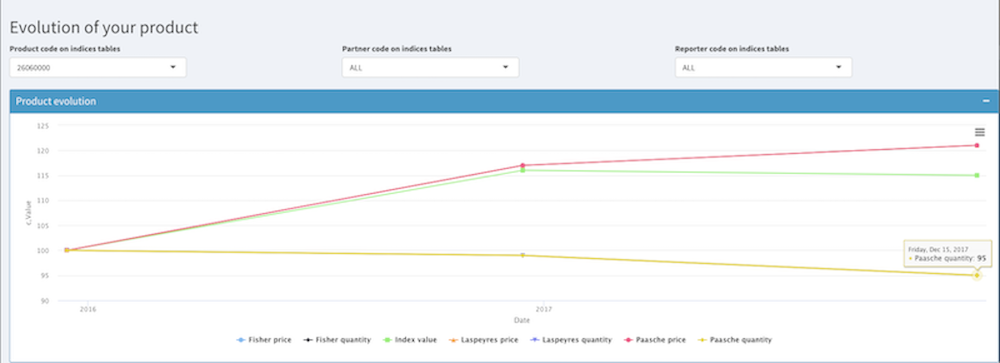 Evolution of your product
Product code on indices tables Partner code on indices tables Reporter code on indices tables
26060000 ALL ALL
Product evolution
125
120
115
110
105
100
95
90
€,Value
Friday, Dec 15, 2017
Paasche quantity: 95
2016 2017
Date
Fisher price Fisher quantity Index value Laspeyres price Laspeyres quantity Paasche price Paasche quantity